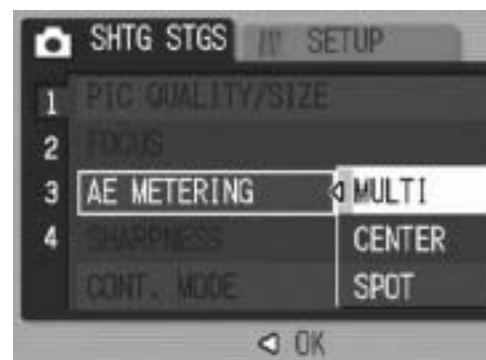 SHTG STGS SETUP
1 PIC QUALITY/SIZE
2 FOCUS
3 AE METERING MULTI
4 SHARPNESS CENTER
CONT. MODE SPOT
OK